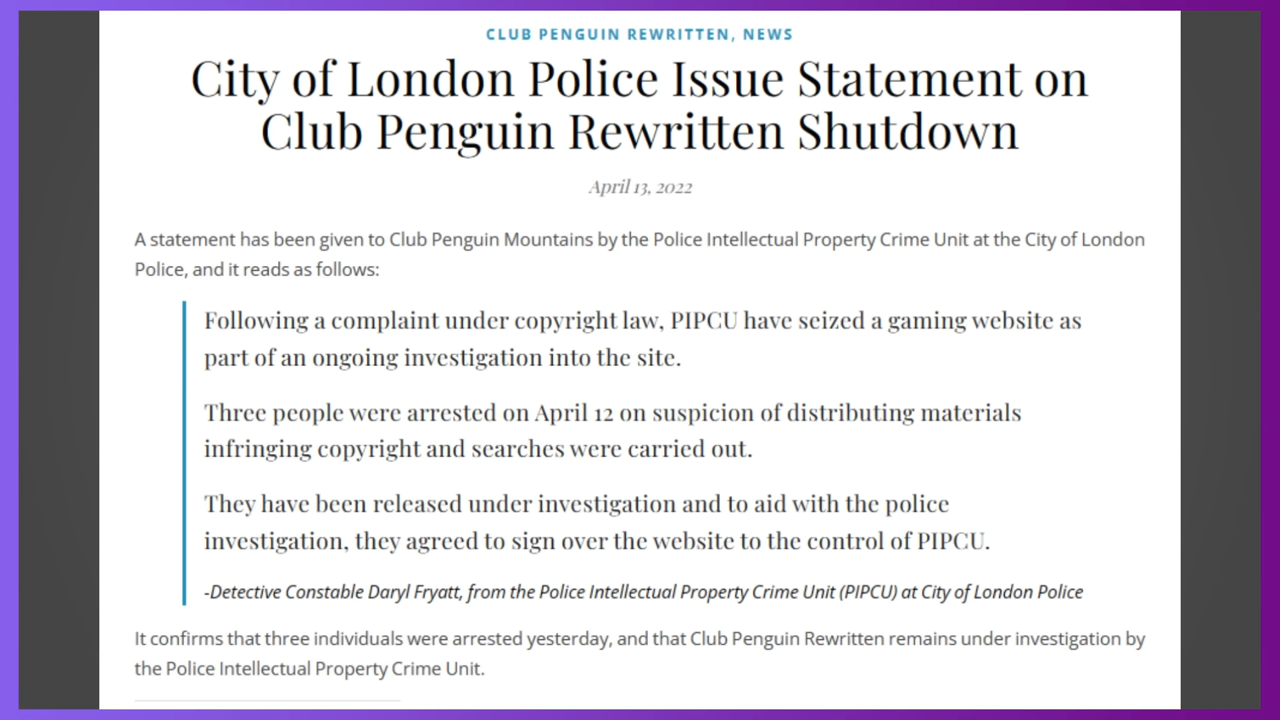 CLUB PENGUIN REWRITTEN, NEWS
City of London Police Issue Statement on
Club Penguin Rewritten Shutdown
April 13, 2022
A statement has been given to Club Penguin Mountains by the Police Intellectual Property Crime Unit at the City of London
Police, and it reads as follows:
Following a complaint under copyright law, PIPCU have seized a gaming website as
part of an ongoing investigation into the site.
Three people were arrested on April 12 on suspicion of distributing materials
infringing copyright and searches were carried out.
They have been released under investigation and to aid with the police
investigation, they agreed to sign over the website to the control of PIPCU.
-Detective Constable Daryl Fryatt, from the Police Intellectual Property Crime Unit (PIPCU) at City of London Police
It confirms that three individuals were arrested yesterday, and that Club Penguin Rewritten remains under investigation by
the Police Intellectual Property Crime Unit.